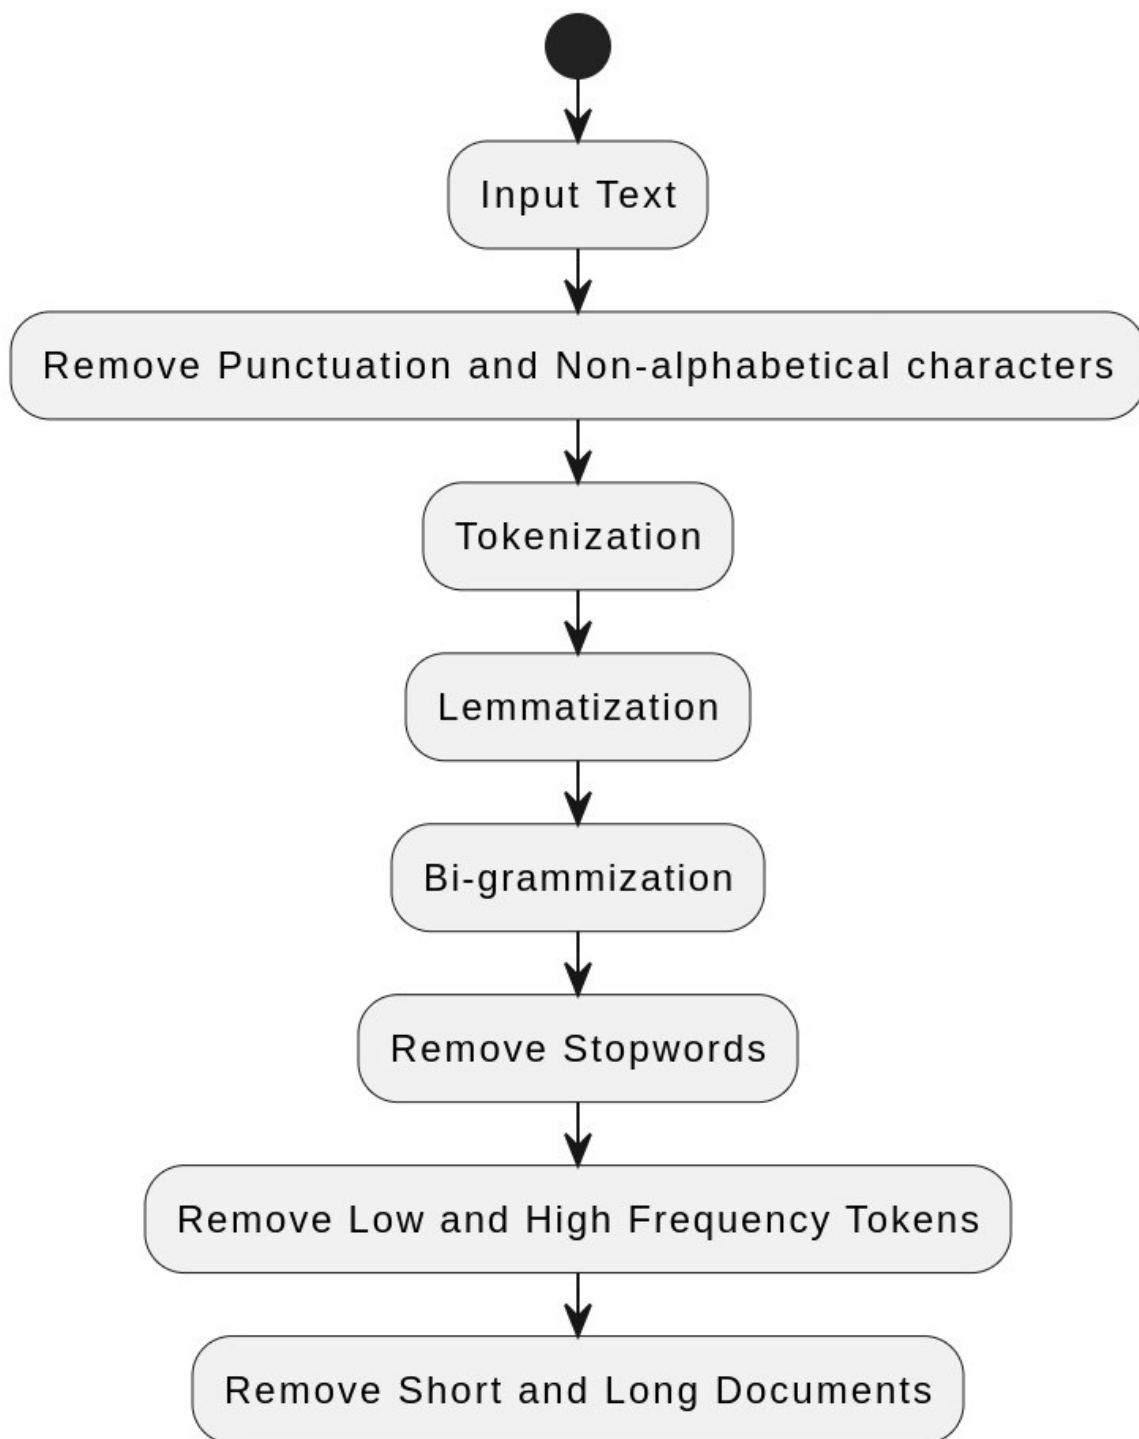 Input Text
Remove Punctuation and Non-alphabetical characters
Tokenization
Lemmatization
Bi-grammization
Remove Stopwords
Remove Low and High Frequency Tokens
Remove Short and Long Documents